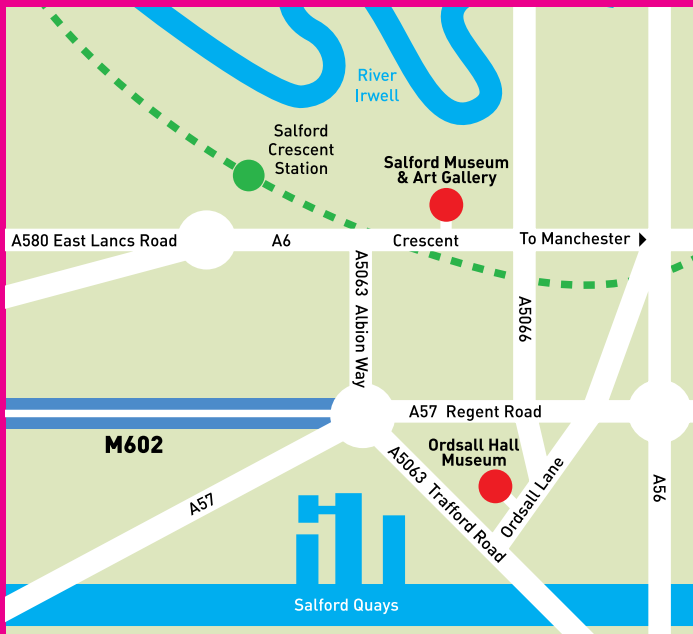 River
Irwell
Salford
Crescent
Station
Salford Museum
& Art Gallery
A580 East Lancs Road
A6
Crescent
To Manchester
A5063 Albion Way
A5066
A57 Regent Road
M602
Ordsall Hall
Museum
A5063 Trafford Road
Ordsall Lane
A56
A57
Salford Quays